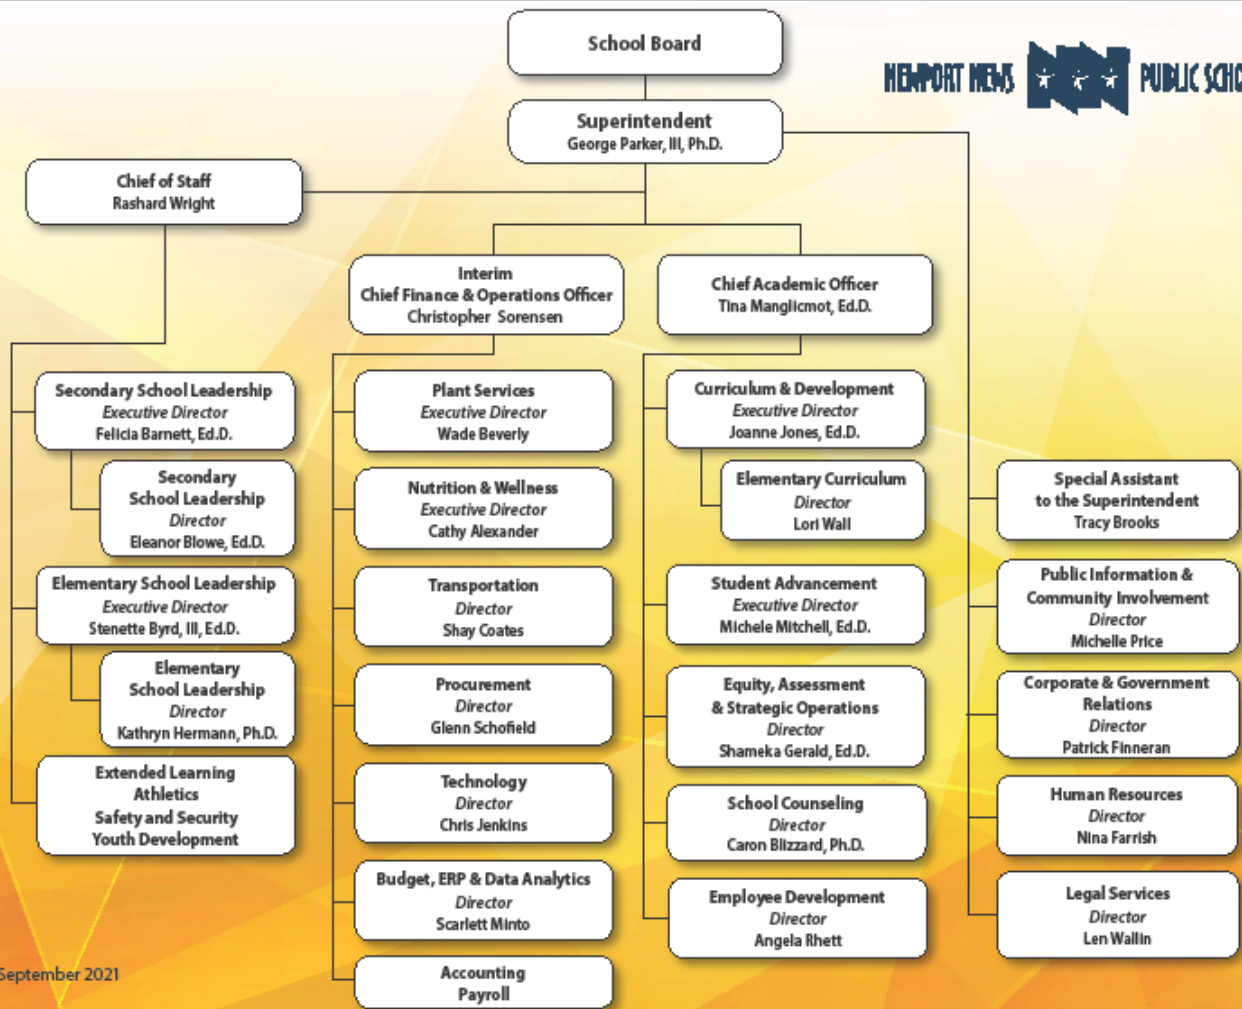 School Board
NEWPORT NEWS PUBLIC SCHO
Superintendent
George Parker, III, Ph.D.
Chief of Staff
Rashard Wright
Interim
Chief Finance & Operations Officer
Christopher Sorensen
Chief Academic Officer
Tina Manglicmot, Ed.D.
Secondary School Leadership
Executive Director
Felicia Barnett, Ed.D.
Secondary
School Leadership
Director
Eleanor Blowe, Ed.D.
Elementary School Leadership
Executive Director
Stenette Byrd, III, Ed.D.
Elementary
School Leadership
Director
Kathryn Hermann, Ph.D.
Extended Learning
Athletics
Safety and Security
Youth Development
Plant Services
Executive Director
Wade Beverly
Nutrition & Wellness
Executive Director
Cathy Alexander
Transportation
Director
Shay Coates
Procurement
Director
Glenn Schofield
Technology
Director
Chris Jenkins
Budget, ERP & Data Analytics
Director
Scarlett Minto
Accounting
Payroll
Curriculum & Development
Executive Director
Joanne Jones, Ed.D.
Elementary Curriculum
Director
Lori Wall
Student Advancement
Executive Director
Michele Mitchell, Ed.D.
Equity, Assessment
& Strategic Operations
Director
Shameka Gerald, Ed.D.
School Counseling
Director
Caron Blizzard, Ph.D.
Employee Development
Director
Angela Rhett
Special Assistant
to the Superintendent
Tracy Brooks
Public Information &
Community Involvement
Director
Michelle Price
Corporate & Government
Relations
Director
Patrick Finneran
Human Resources
Director
Nina Farrish
Legal Services
Director
Len Wallin
September 2021